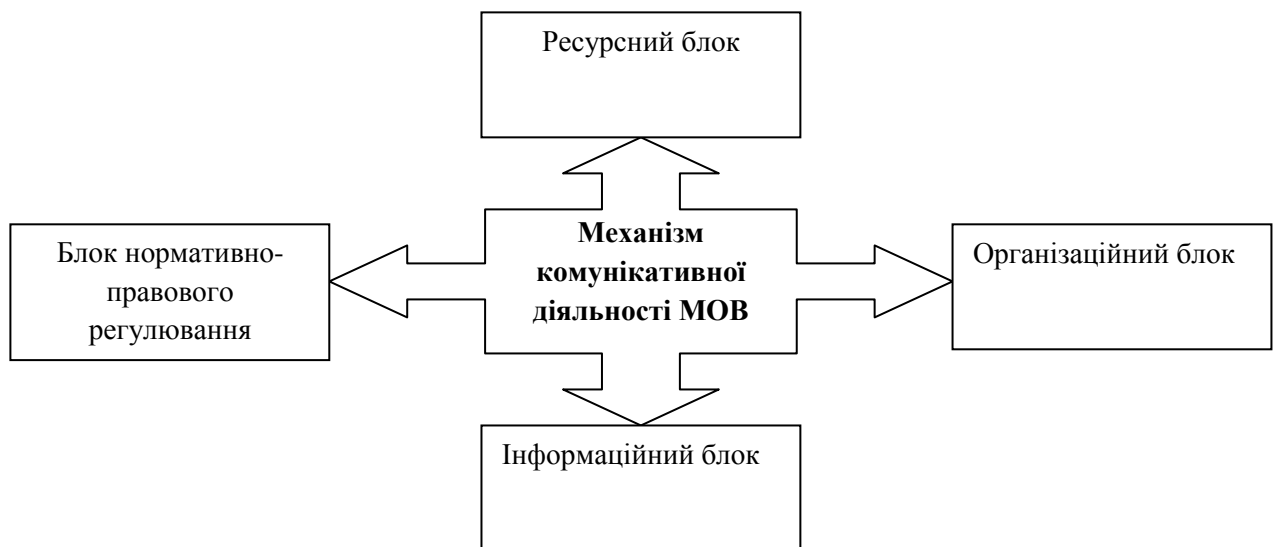 Ресурсний блок
Блок нормативно-
правового
регулювання
Механізм
комунікативної
діяльності МОВ
Організаційний блок
Інформаційний блок